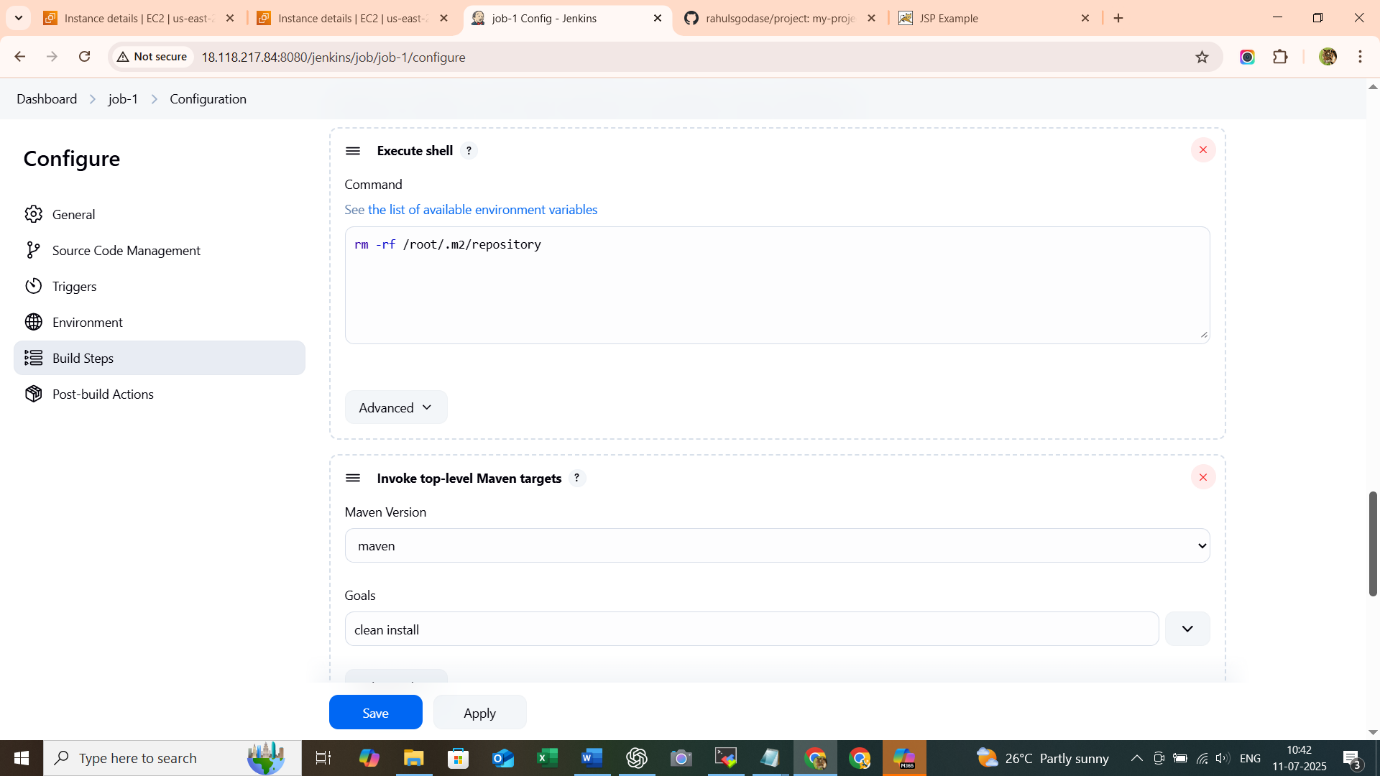 Instance details | EC2 | us-east-2
Instance details | EC2 | us-east-2
job-1 Config - Jenkins
rahulsgodase/project: my-proje
JSP Example
Not secure
18.118.217.84:8080/jenkins/job/job-1/configure
Dashboard
job-1
Configuration
Configure
General
Source Code Management
Triggers
Environment
Build Steps
Post-build Actions
Execute shell ?
Command
See the list of available environment variables
rm -rf /root/.m2/repository
Advanced
Invoke top-level Maven targets ?
Maven Version
maven
Goals
clean install
Save
Apply
Type here to search
26°C Partly sunny
ENG
10:42
11-07-2025
3